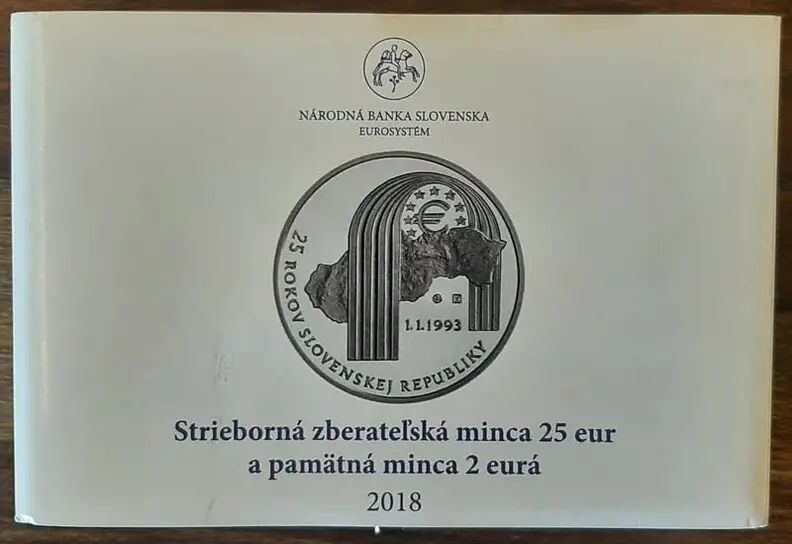 NÁRODNÁ BANKA SLOVENSKA
EUROSYSTÉM
€
1.1.1993
25 ROKOV SLOVENSKEJ REPUBLIKY
Strieborná zberateľská minca 25 eur
a pamätná minca 2 eurá
2018